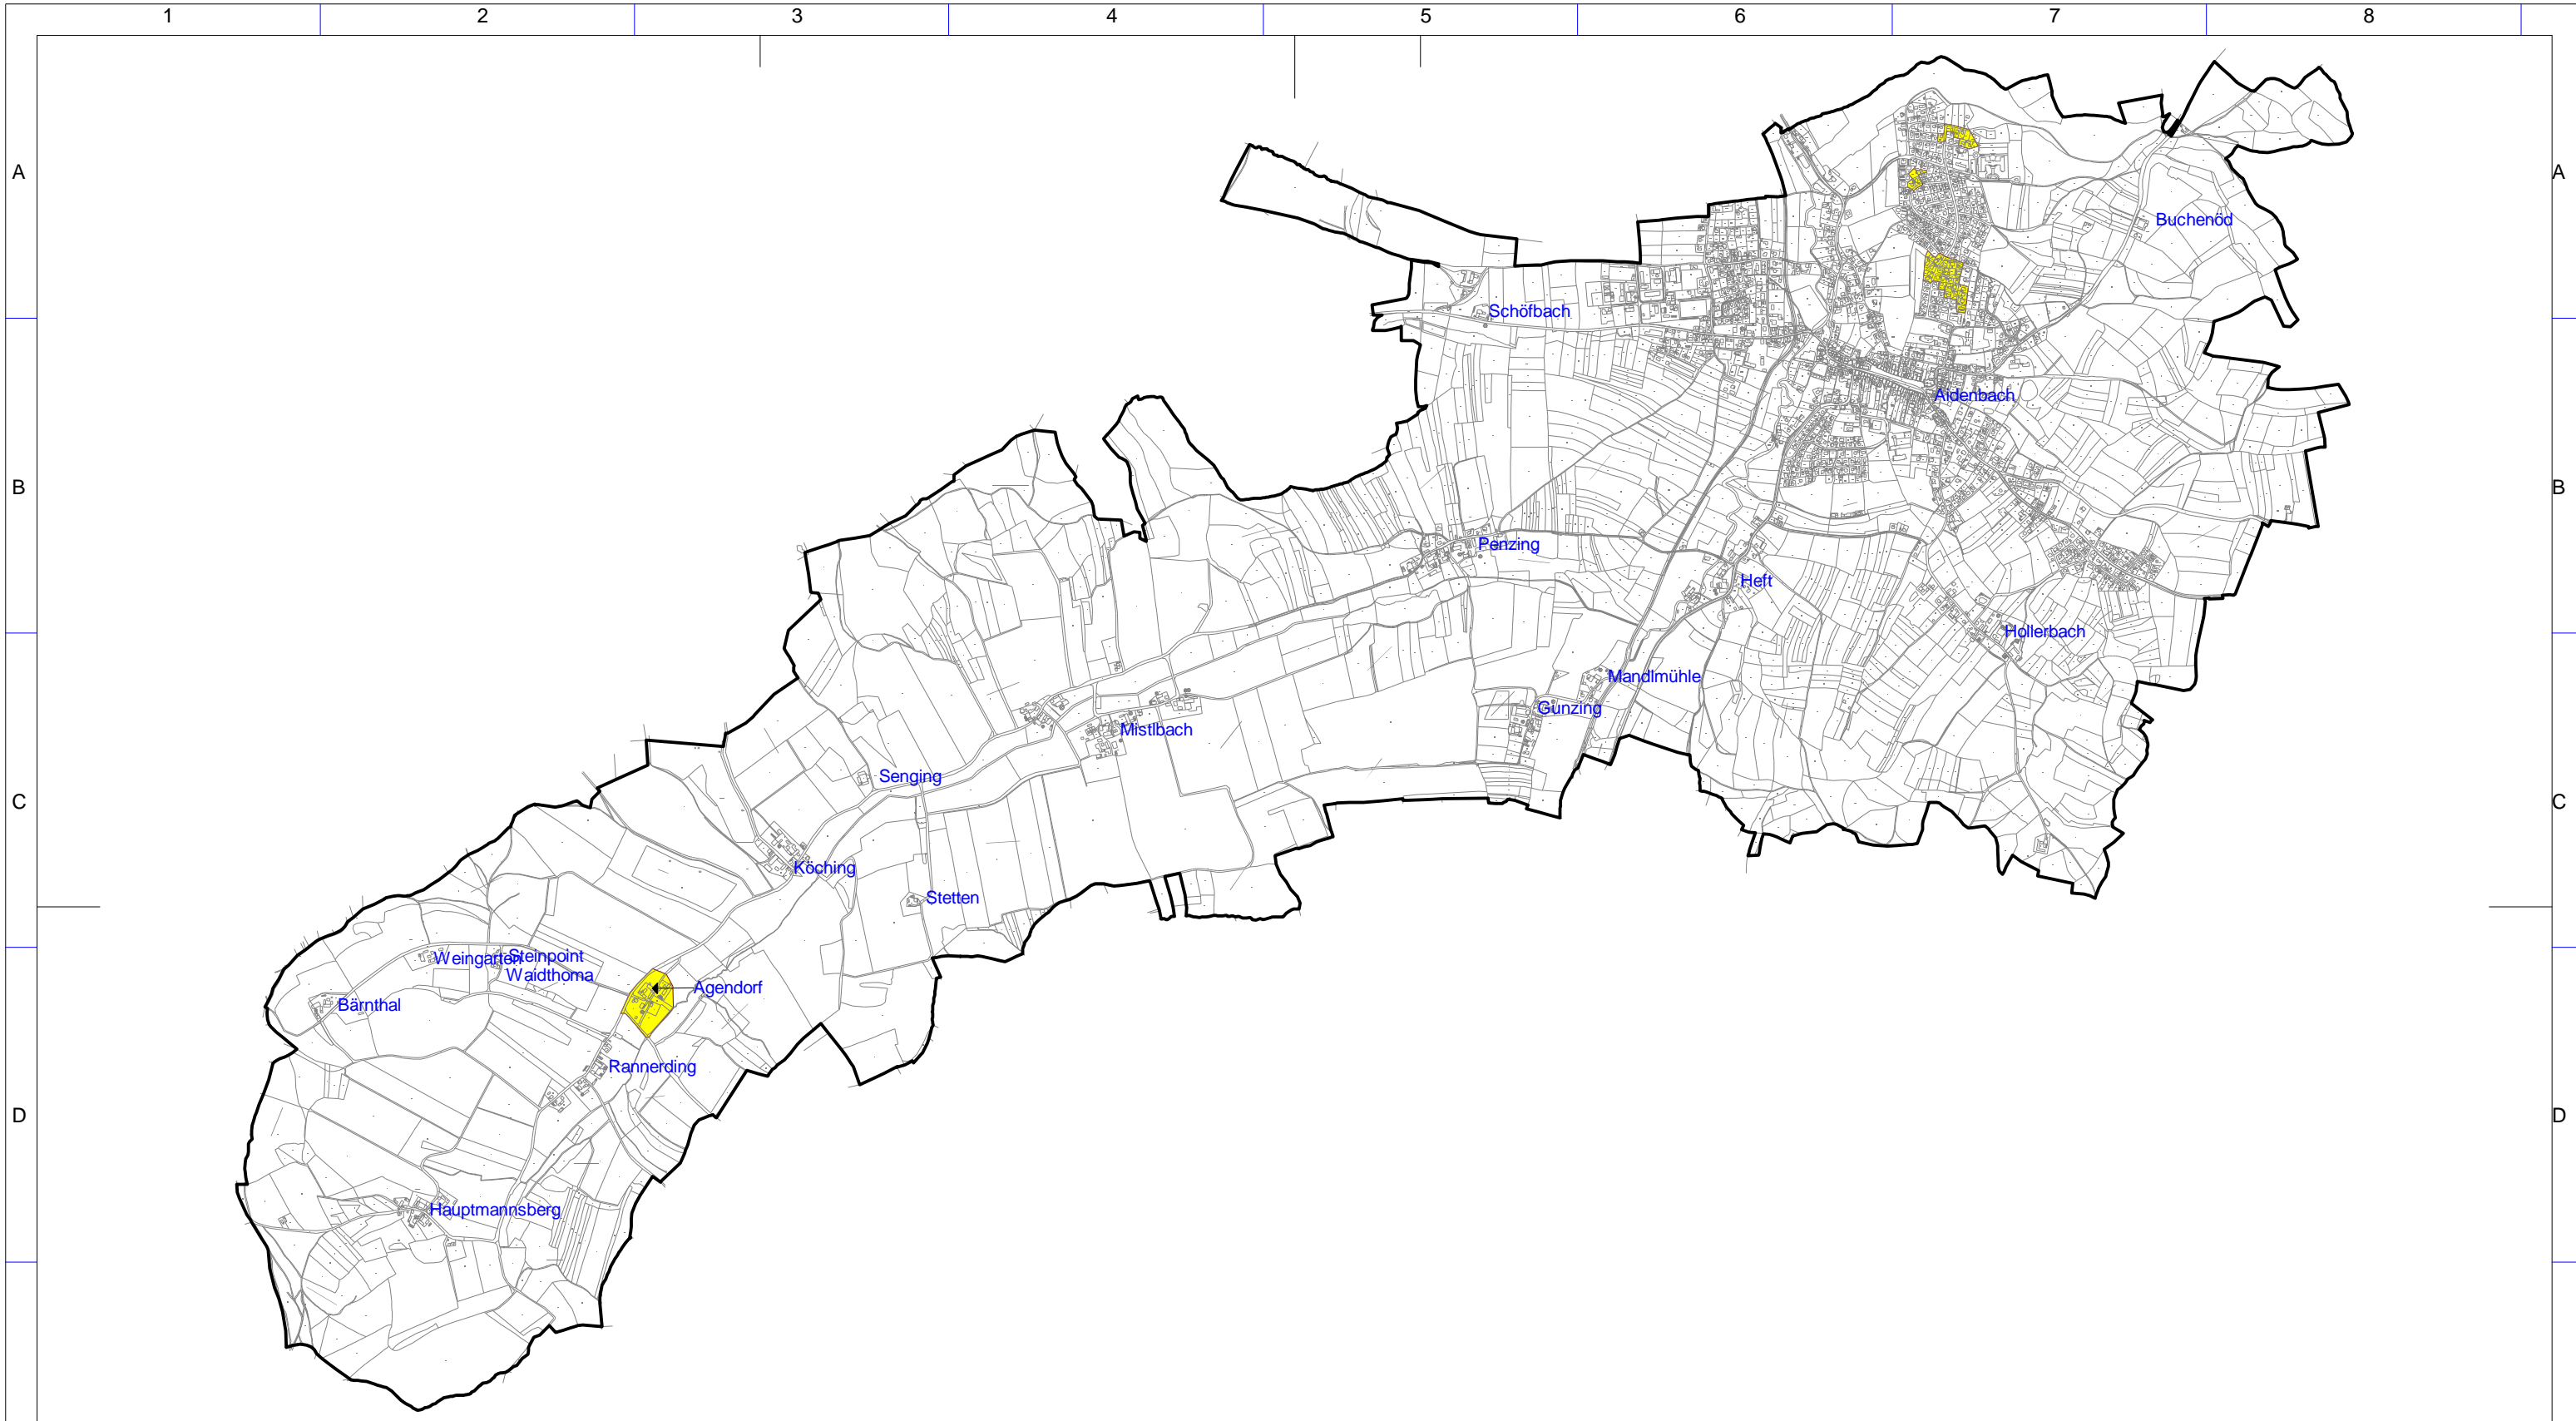 1 2 3 4 5 6 7 8
A A
Buchenöd
Schöfbach
Aidenbach
B B
Penzing
Heft
Hollerbach
Mandlmühle
Gunzing
Mistlbach
Senging
C C
Köching
Stetten
Weingarten Steinpoint
Waidthoma
Agendorf
Bärnthal
Rannerding
D D
Hauptmannsberg